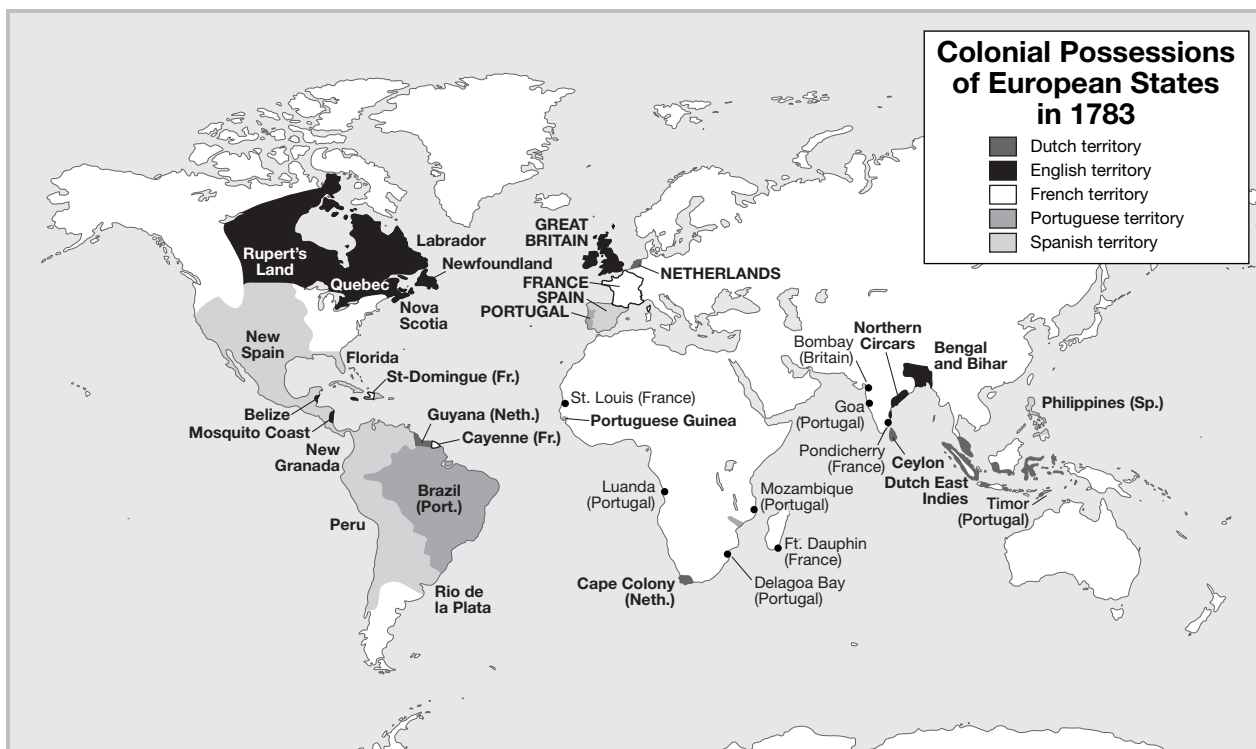 Colonial Possessions
of European States
in 1783
Dutch territory
English territory
French territory
Portuguese territory
Spanish territory
Rupert's
Land
Quebec
Labrador
Newfoundland
Nova
Scotia
New
Spain
Florida
St-Domingue (Fr.)
Belize
Mosquito Coast
New
Granada
Guyana (Neth.)
Cayenne (Fr.)
Brazil
(Port.)
Peru
Rio de
la Plata
GREAT
BRITAIN
NETHERLANDS
FRANCE
SPAIN
PORTUGAL
St. Louis (France)
Portuguese Guinea
Luanda
(Portugal)
Mozambique
(Portugal)
Ft. Dauphin
(France)
Delagoa Bay
(Portugal)
Cape Colony
(Neth.)
Bombay
(Britain)
Northern
Circars
Bengal
and Bihar
Goa
(Portugal)
Pondicherry
(France)
Ceylon
Dutch East
Indies
Timor
(Portugal)
Philippines (Sp.)